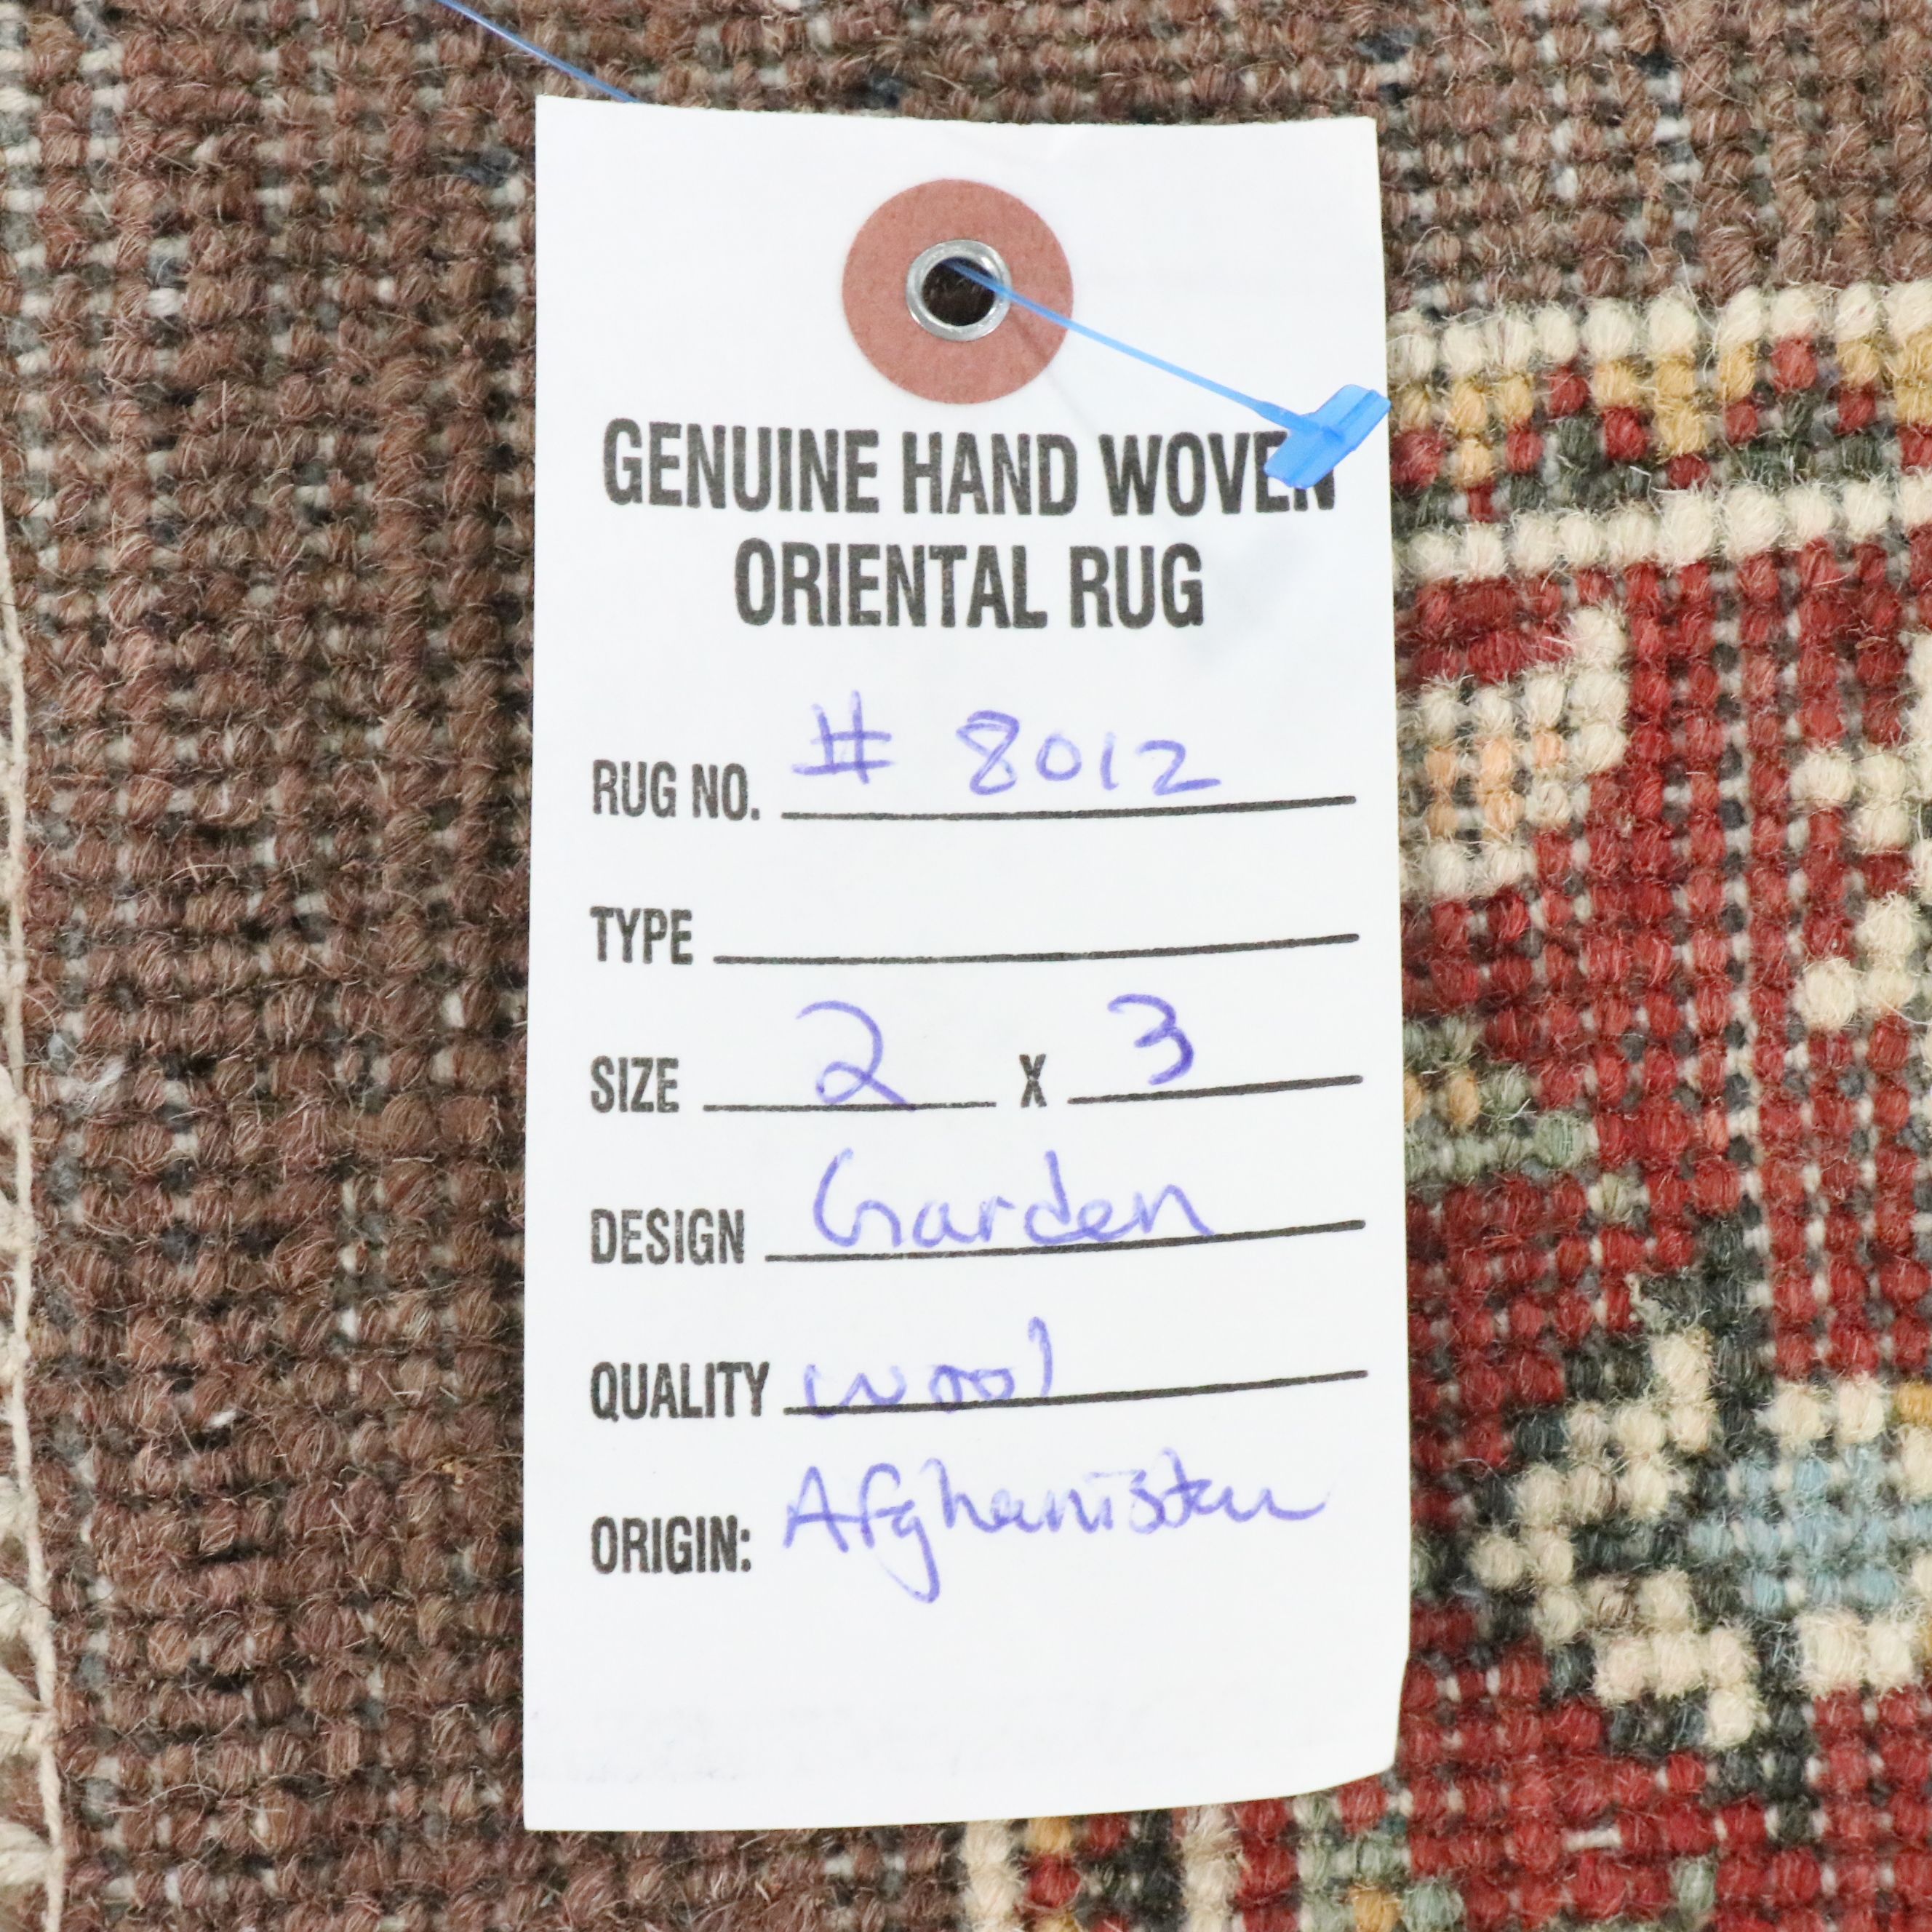 GENUINE HAND WOVEN
ORIENTAL RUG
RUG NO. # 8012
TYPE
SIZE 2 X 3
DESIGN Garden
QUALITY wool
ORIGIN: Afghanistan